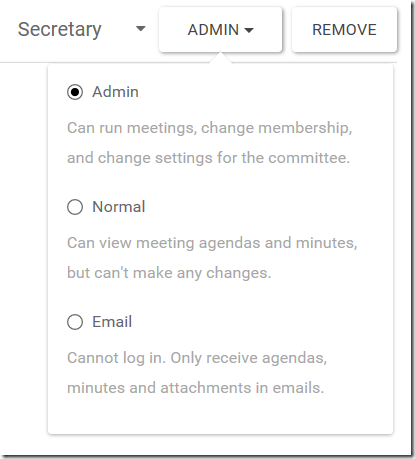 Secretary ADMIN REMOVE
Admin
Can run meetings, change membership,
and change settings for the committee.
Normal
Can view meeting agendas and minutes,
but can't make any changes.
Email
Cannot log in. Only receive agendas,
minutes and attachments in emails.